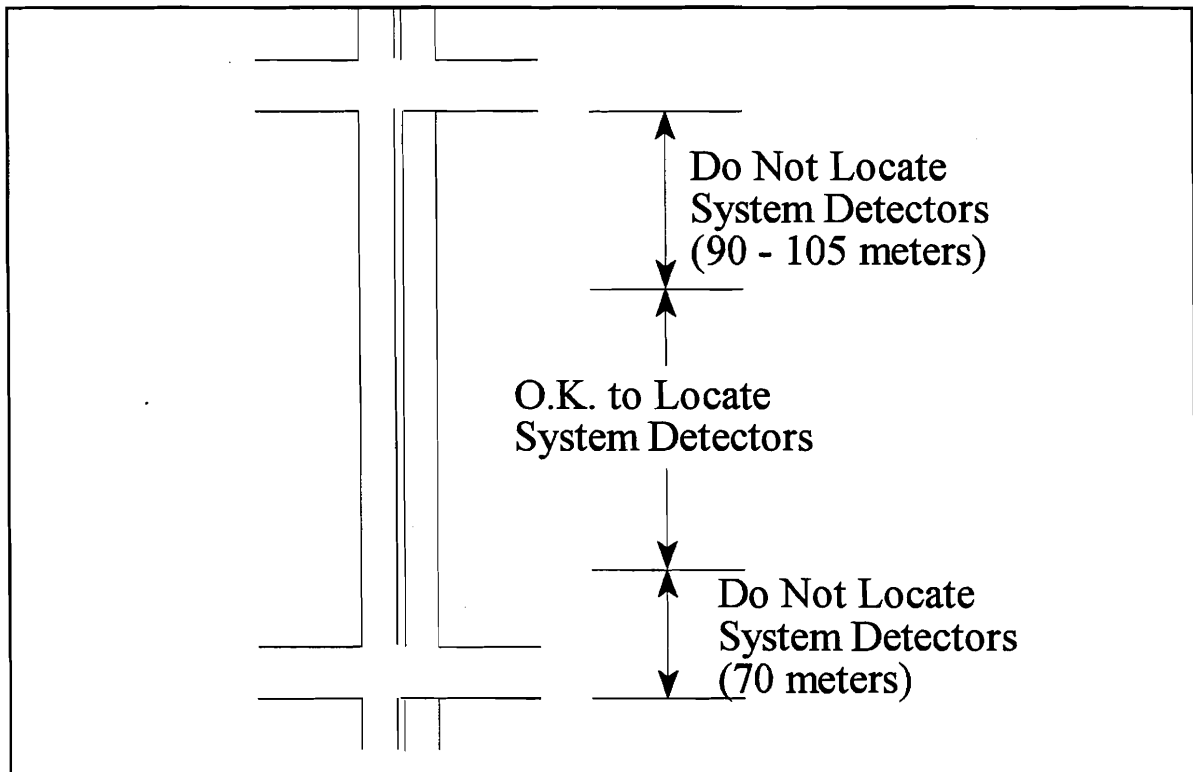 Do Not Locate
System Detectors
(90 - 105 meters)
O.K. to Locate
System Detectors
Do Not Locate
System Detectors
(70 meters)